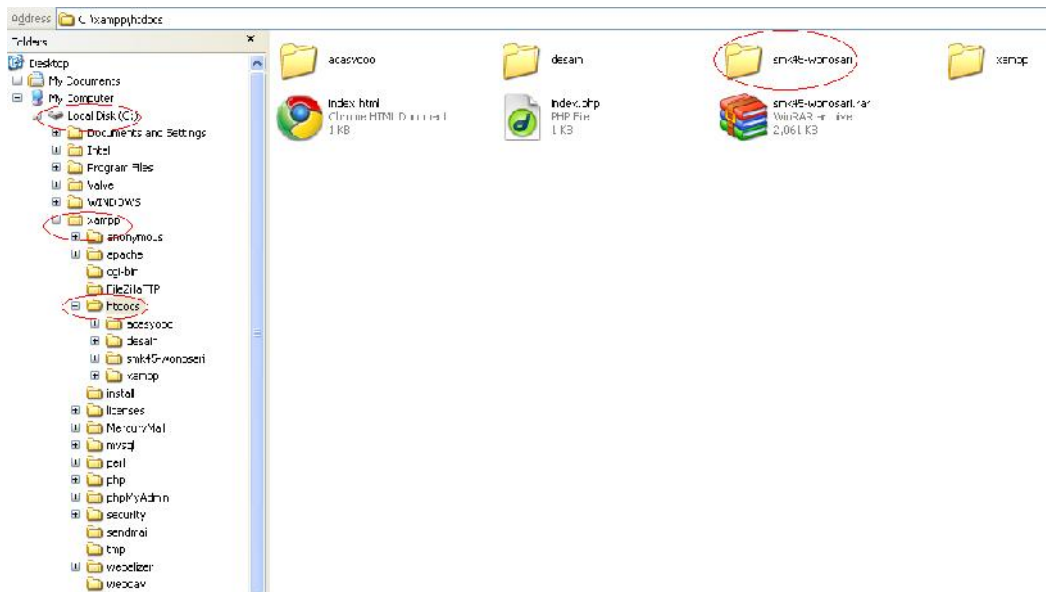 Address C:\xampp\htdocs
Folders
Desktop
My Documents
My Computer
Local Disk (C:)
Documents and Settings
Intel
Program Files
Valve
WINDOWS
xampp
anonymous
apache
cgi-bin
FileZillaFTP
htdocs
desain
smk45-wonosari
xampp
install
licenses
MercuryMail
mysql
perl
php
phpMyAdmin
security
sendmail
tmp
webalizer
webdav
desain
smk45-wonosari
xampp
index.html
Chrome HTML Document
1 KB
index.php
PHP File
1 KB
smk45-wonosari.rar
WinRAR archive
2,061 KB